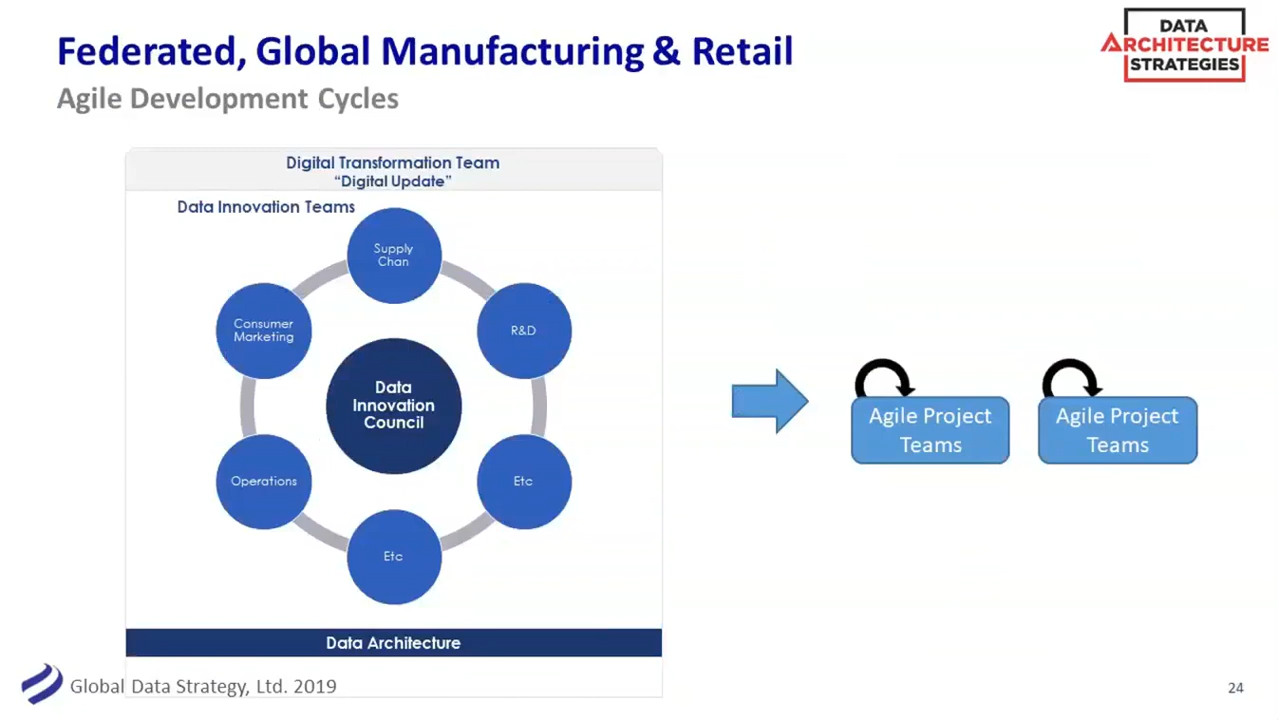 Federated, Global Manufacturing & Retail
Agile Development Cycles
DATA
ARCHITECTURE
STRATEGIES
Digital Transformation Team
“Digital Update”
Data Innovation Teams
Supply
Chan
R&D
Etc
Etc
Operations
Consumer
Marketing
Data
Innovation
Council
Data Architecture
Agile Project
Teams
Agile Project
Teams
Global Data Strategy, Ltd. 2019
24